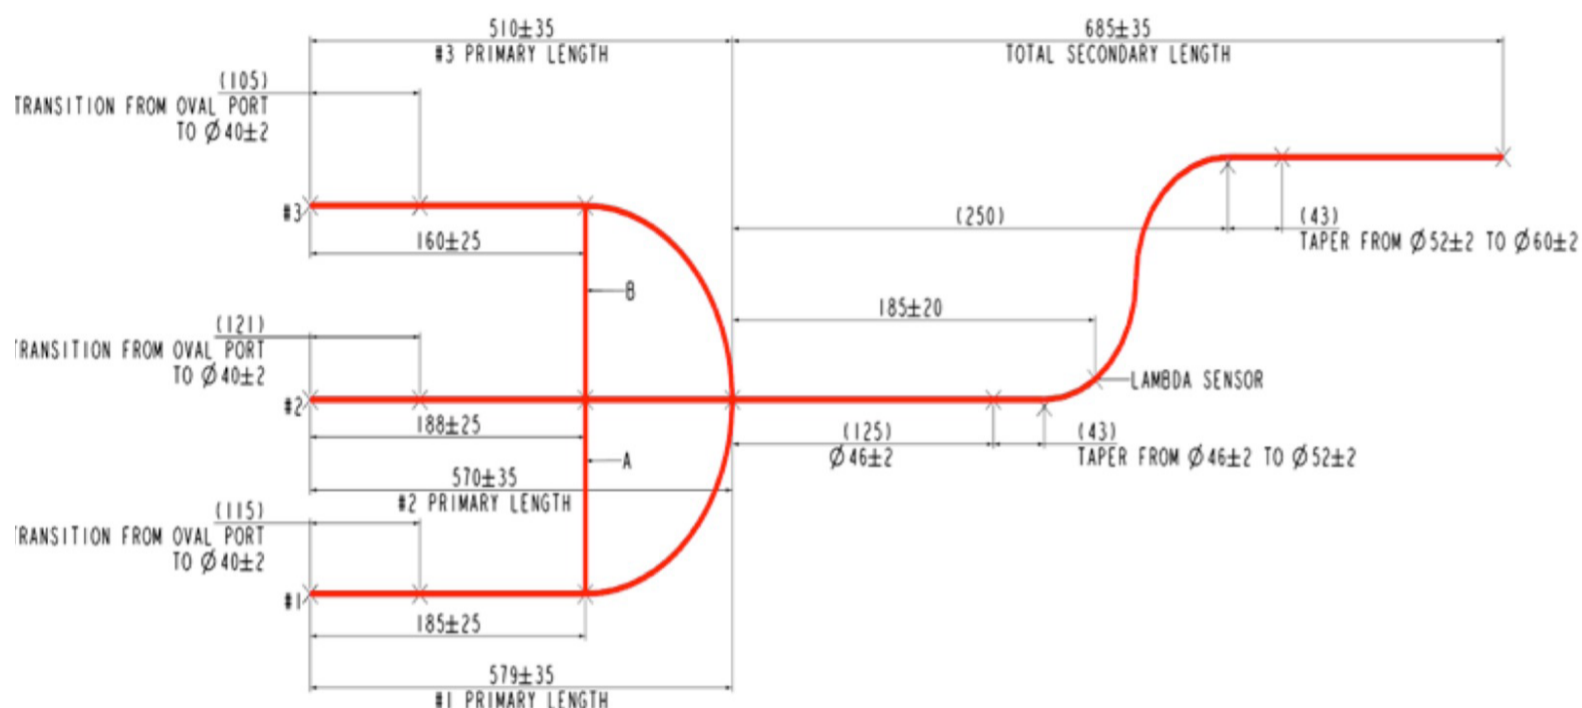 510±35
#3 PRIMARY LENGTH
685±35
TOTAL SECONDARY LENGTH
(105)
TRANSITION FROM OVAL PORT
TO Ø40±2
#3
160±25
(250)
(43)
TAPER FROM Ø52±2 TO Ø60±2
B
185±20
(121)
RANSITION FROM OVAL PORT
TO Ø40±2
LAMBDA SENSOR
#2
188±25
(125)
Ø46±2
(43)
TAPER FROM Ø46±2 TO Ø52±2
A
570±35
#2 PRIMARY LENGTH
(115)
RANSITION FROM OVAL PORT
TO Ø40±2
#1
185±25
579±35
#1 PRIMARY LENGTH